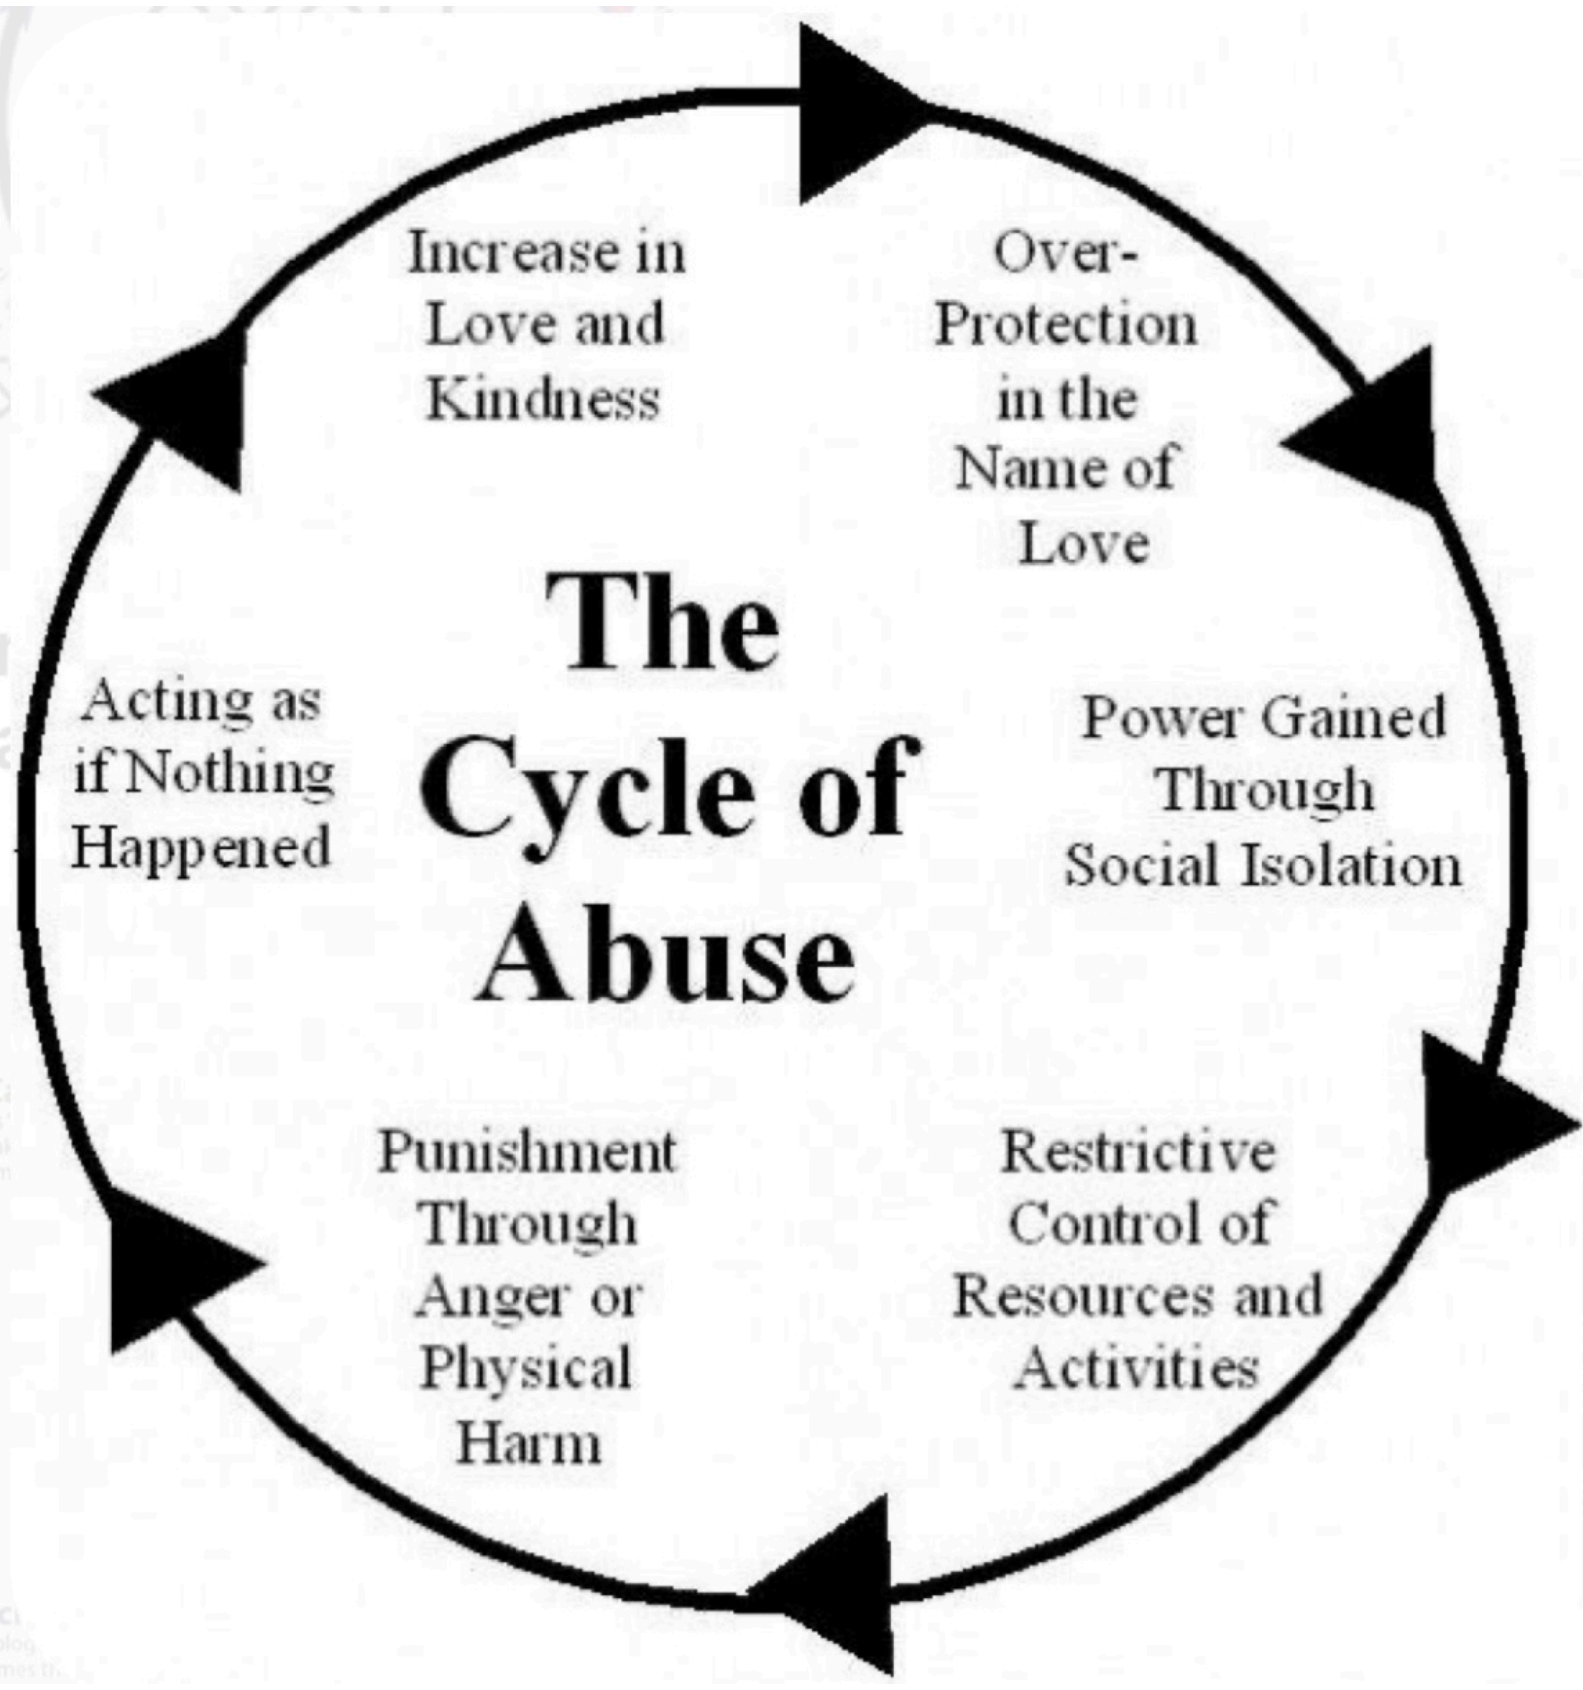 Increase in
Love and
Kindness
Over-
Protection
in the
Name of
Love
The
Cycle of
Abuse
Acting as
if Nothing
Happened
Power Gained
Through
Social Isolation
Punishment
Through
Anger or
Physical
Harm
Restrictive
Control of
Resources and
Activities